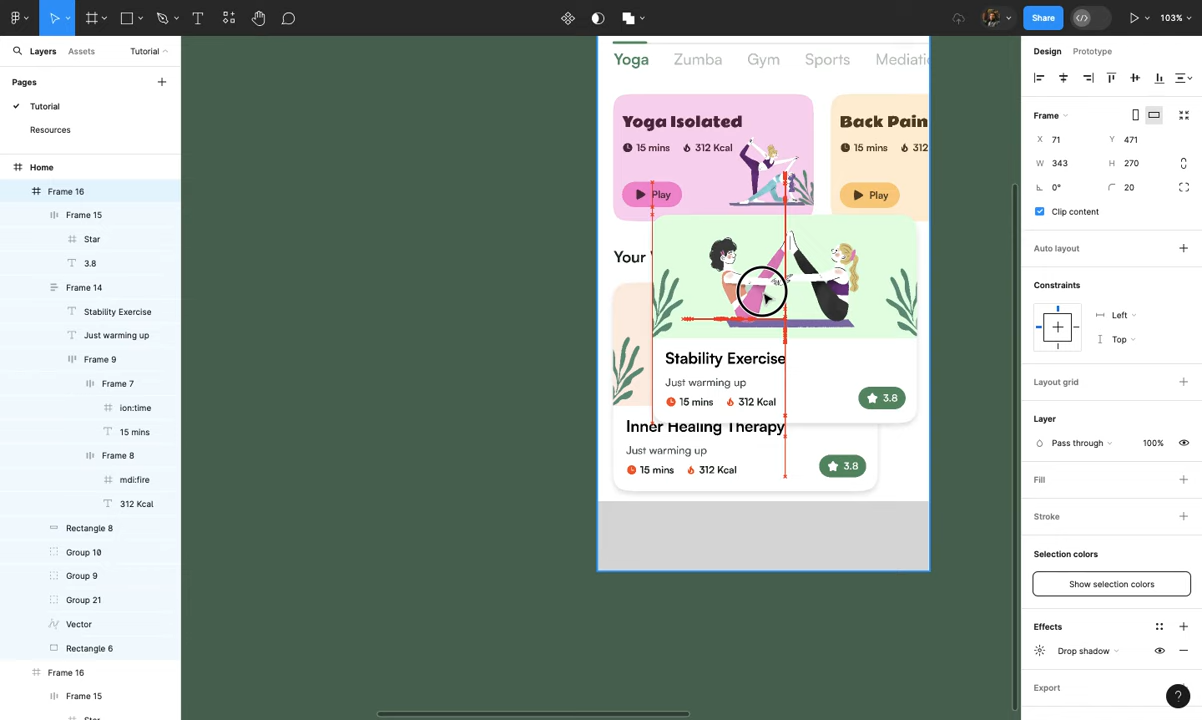 Share
103%
Layers
Assets
Tutorial
Pages
Tutorial
Resources
Home
Frame 16
Frame 15
Star
3.8
Frame 14
Stability Exercise
Just warming up
Frame 9
Frame 7
ion:time
15 mins
Frame 8
mdi:fire
312 Kcal
Rectangle 8
Group 10
Group 9
Group 21
Vector
Rectangle 6
Frame 16
Frame 15
Star
Yoga Zumba Gym Sports Mediatic
Yoga Isolated
15 mins 312 Kcal
Play
Back Pain
15 mins 312
Play
Your
Stability Exercise
Just warming up
15 mins 312 Kcal
3.8
Inner Healing Therapy
Just warming up
15 mins 312 Kcal
3.8
Design
Prototype
Frame
X 71 Y 471
W 343 H 270
0° 20
Clip content
Auto layout
Constraints
Left
Top
Layout grid
Layer
Pass through 100%
Fill
Stroke
Selection colors
Show selection colors
Effects
Drop shadow
Export
?